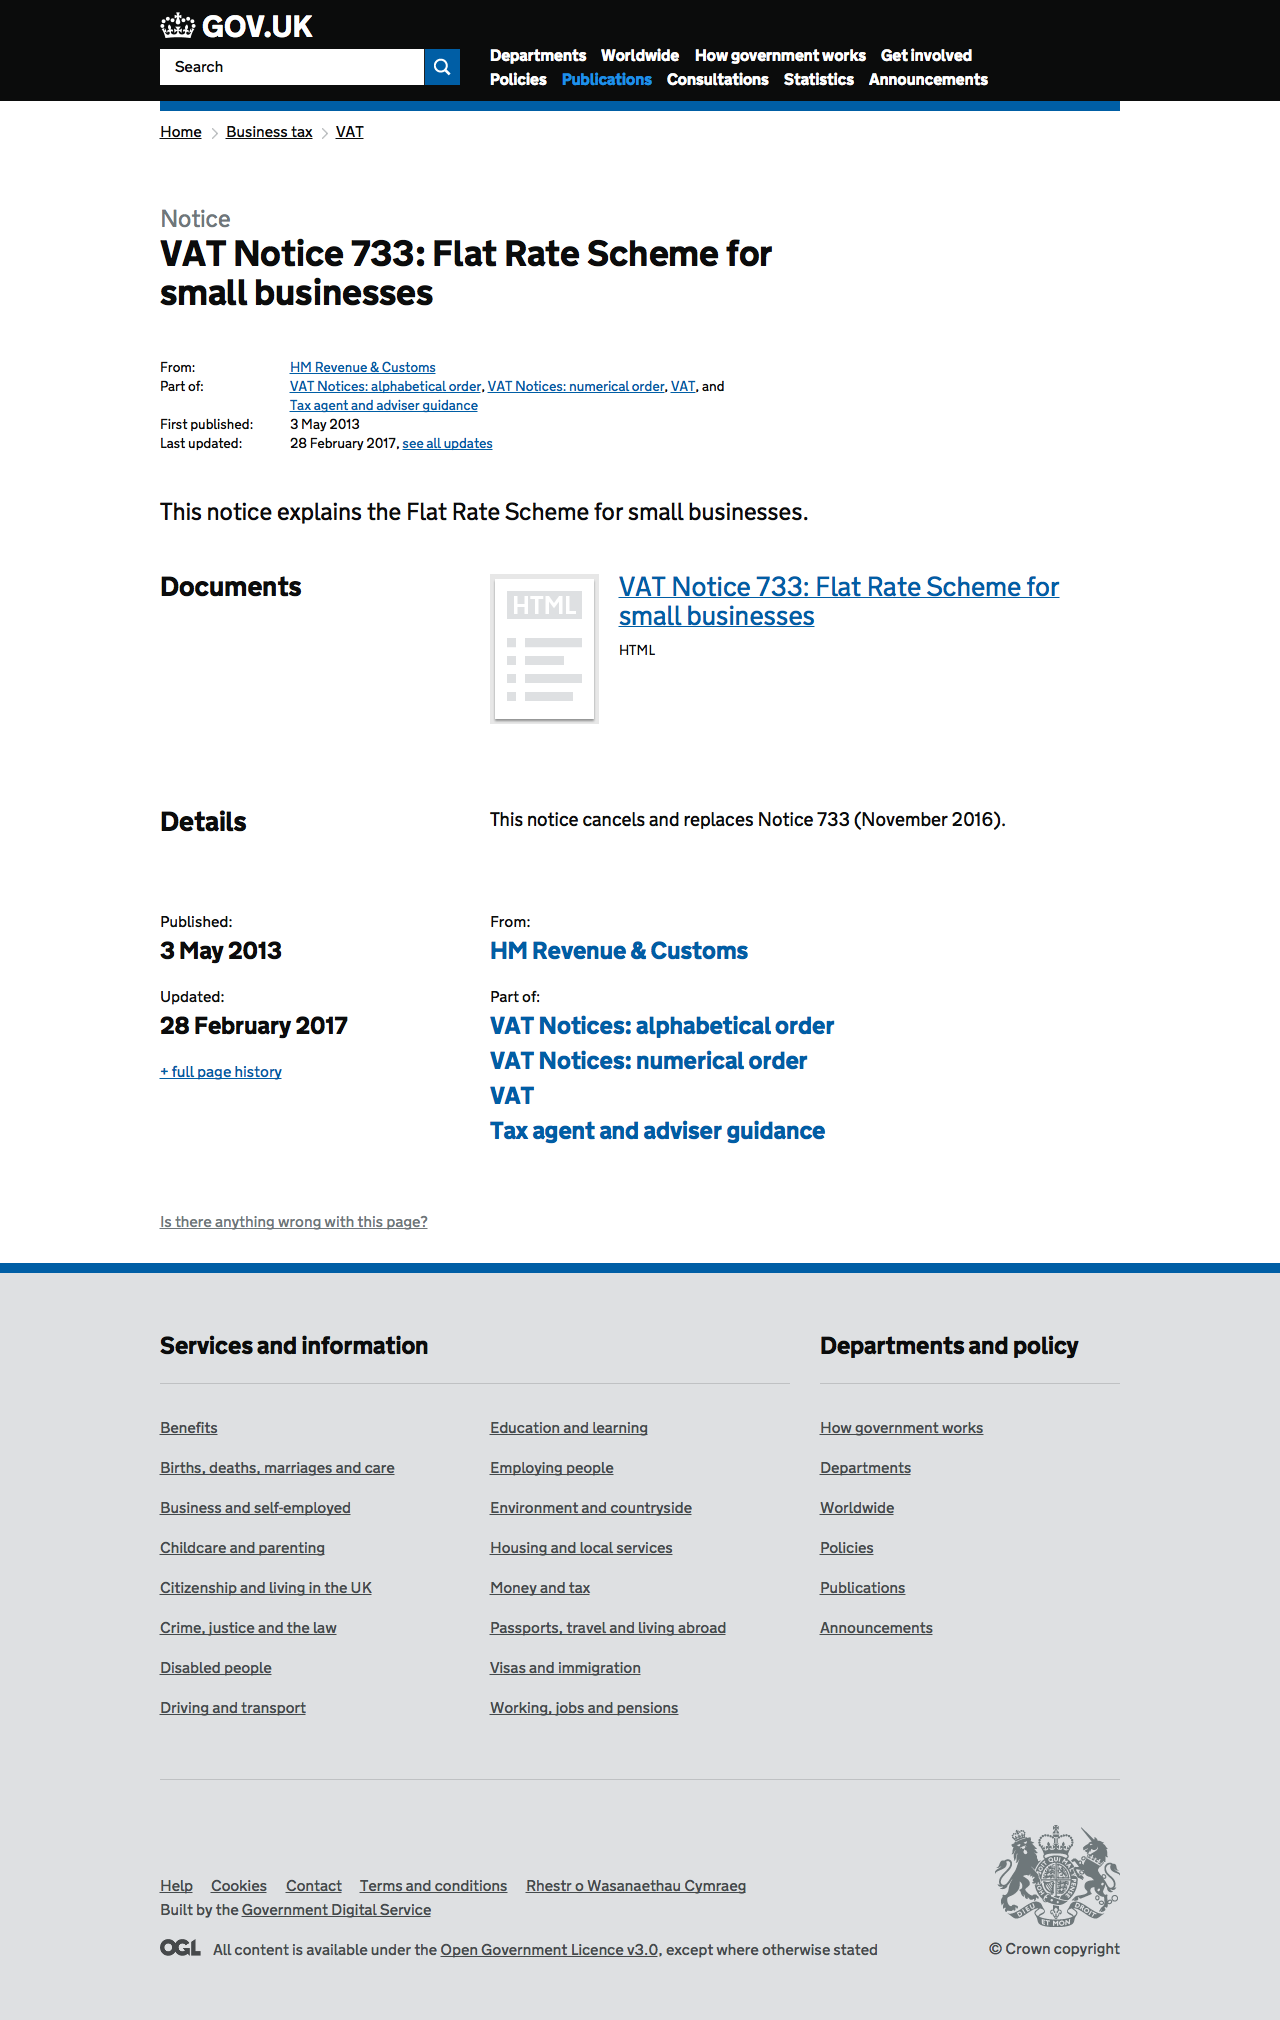 GOV.UK
Search
Departments Worldwide How government works Get involved
Policies Publications Consultations Statistics Announcements
Home Business tax VAT
Notice
VAT Notice 733: Flat Rate Scheme for
small businesses
From: HM Revenue & Customs
Part of: VAT Notices: alphabetical order, VAT Notices: numerical order, VAT, and
Tax agent and adviser guidance
First published: 3 May 2013
Last updated: 28 February 2017, see all updates
This notice explains the Flat Rate Scheme for small businesses.
Documents
HTML
VAT Notice 733: Flat Rate Scheme for
small businesses
HTML
Details
This notice cancels and replaces Notice 733 (November 2016).
Published:
3 May 2013
Updated:
28 February 2017
+ full page history
From:
HM Revenue & Customs
Part of:
VAT Notices: alphabetical order
VAT Notices: numerical order
VAT
Tax agent and adviser guidance
Is there anything wrong with this page?
Services and information
Benefits
Births, deaths, marriages and care
Business and self-employed
Childcare and parenting
Citizenship and living in the UK
Crime, justice and the law
Disabled people
Driving and transport
Education and learning
Employing people
Environment and countryside
Housing and local services
Money and tax
Passports, travel and living abroad
Visas and immigration
Working, jobs and pensions
Departments and policy
How government works
Departments
Worldwide
Policies
Publications
Announcements
Help Cookies Contact Terms and conditions Rhestr o Wasanaethau Cymraeg
Built by the Government Digital Service
OGL All content is available under the Open Government Licence v3.0, except where otherwise stated
DIEU ET MON DROIT
© Crown copyright